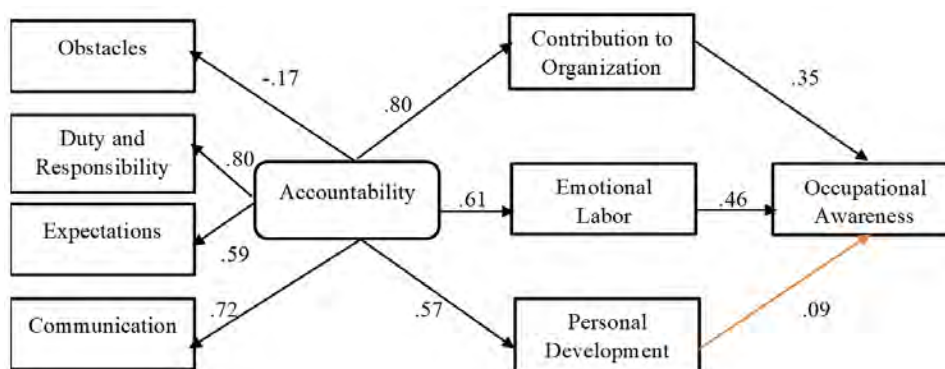 Obstacles
Contribution to
Organization
-.17
.80
.35
Duty and
Responsibility
.80
Accountability
.61
Emotional
Labor
.46
Occupational
Awareness
Expectations
.59
Communication
.72
.57
Personal
Development
.09